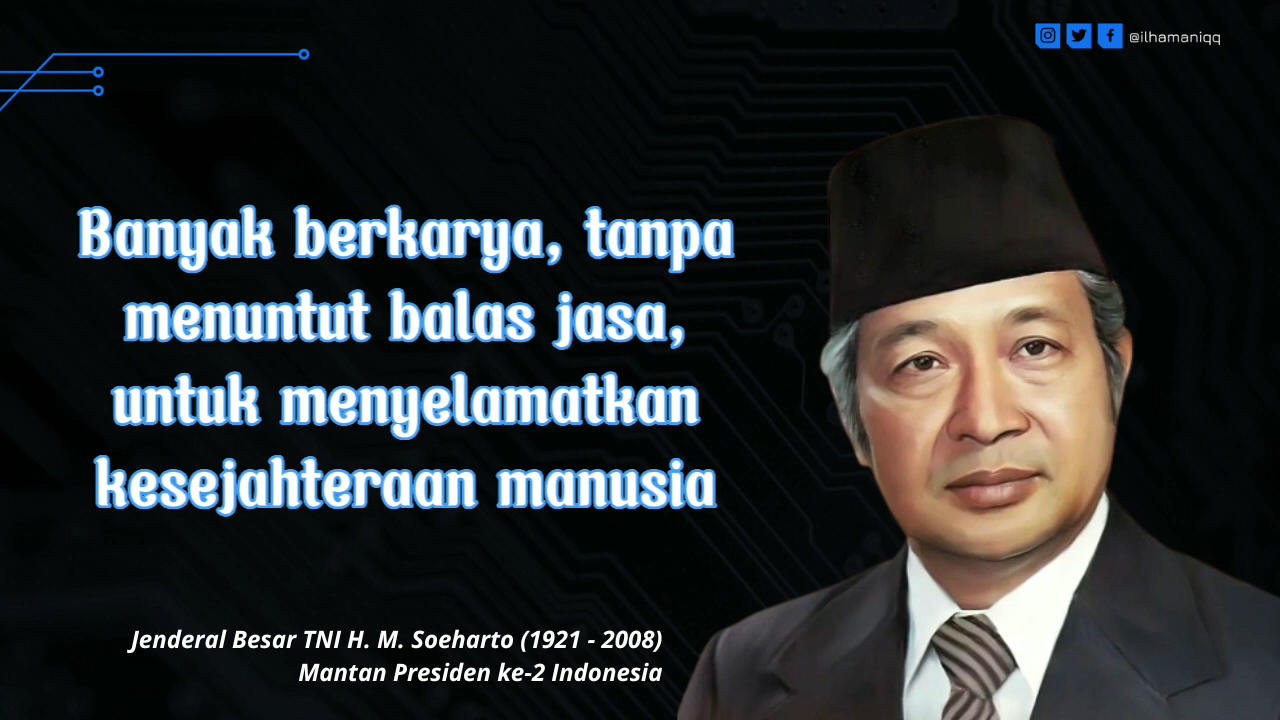 @ilhamaniqq
Banyak berkarya, tanpa
menuntut balas jasa,
untuk menyelamatkan
kesejahteraan manusia
Jenderal Besar TNI H. M. Soeharto (1921 - 2008)
Mantan Presiden ke-2 Indonesia